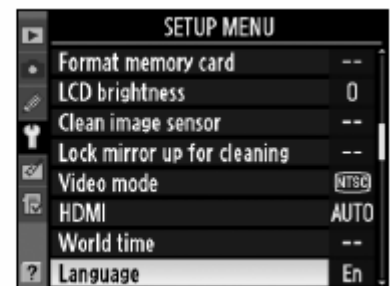 SETUP MENU
Format memory card --
LCD brightness 0
Clean image sensor --
Lock mirror up for cleaning --
Video mode NTSC
HDMI AUTO
World time --
? Language En